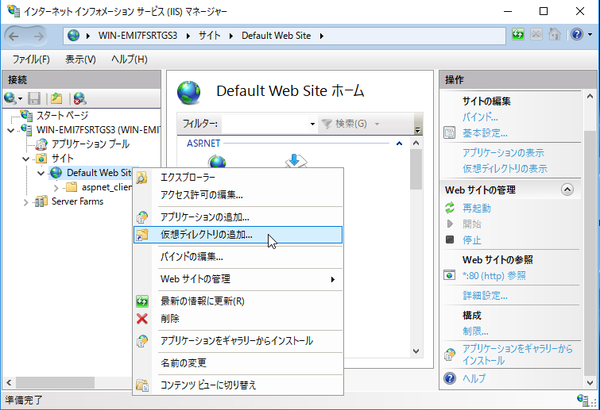 インターネット インフォメーション サービス (IIS) マネージャー
WIN-EMI7FSRTGS3 サイト Default Web Site
ファイル(F) 表示(V) ヘルプ(H)
接続
スタート ページ
WIN-EMI7FSRTGS3 (WIN-EMI7
アプリケーション プール
サイト
Default Web Site
aspnet_clien
Server Farms
Default Web Site ホーム
フィルター: 検索(G)
ASP.NET
エクスプローラー
アクセス許可の編集...
アプリケーションの追加...
仮想ディレクトリの追加...
バインドの編集...
Web サイトの管理
最新の情報に更新(R)
削除
アプリケーションをギャラリーからインストール
名前の変更
コンテンツ ビューに切り替え
操作
サイトの編集
バインド...
基本設定...
アプリケーションの表示
仮想ディレクトリの表示
Web サイトの管理
再起動
開始
停止
Web サイトの参照
*:80 (http) 参照
詳細設定...
構成
制限...
アプリケーションをギャラリーから
インストール
ヘルプ
準備完了